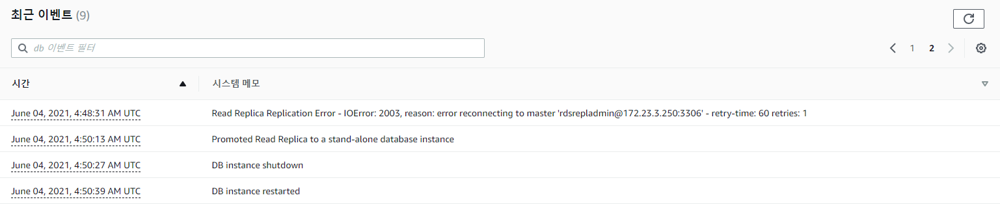 최근 이벤트 (9)
db 이벤트 필터
1 2
시간 시스템 메모
June 04, 2021, 4:48:31 AM UTC Read Replica Replication Error - IOError: 2003, reason: error reconnecting to master 'rdsrepladmin@172.23.3.250:3306' - retry-time: 60 retries: 1
June 04, 2021, 4:50:13 AM UTC Promoted Read Replica to a stand-alone database instance
June 04, 2021, 4:50:27 AM UTC DB instance shutdown
June 04, 2021, 4:50:39 AM UTC DB instance restarted